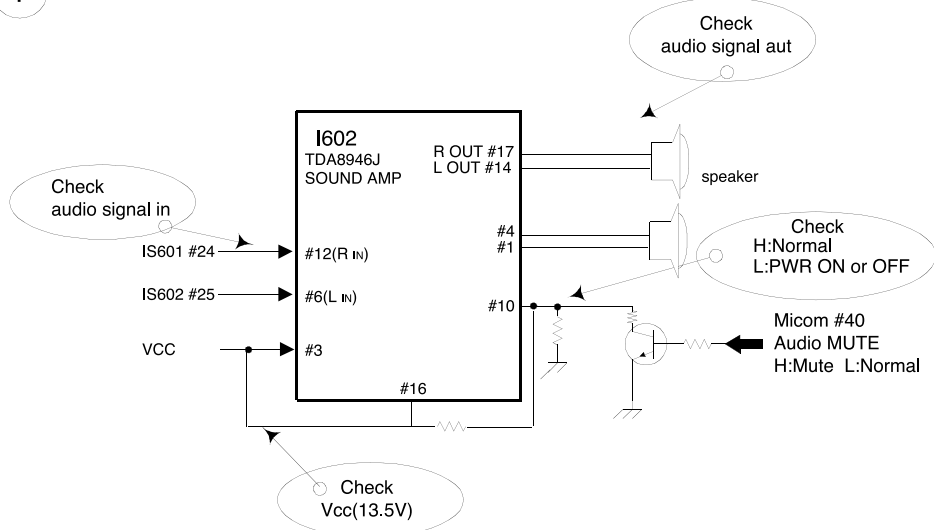 Check
audio signal aut
I602
TDA8946J
SOUND AMP
R OUT #17
L OUT #14
speaker
Check
audio signal in
#4
#1
Check
H:Normal
L:PWR ON or OFF
IS601 #24
#12(R IN)
IS602 #25
#6(L IN)
#10
Micom #40
Audio MUTE
H:Mute L:Normal
VCC
#3
#16
Check
Vcc(13.5V)